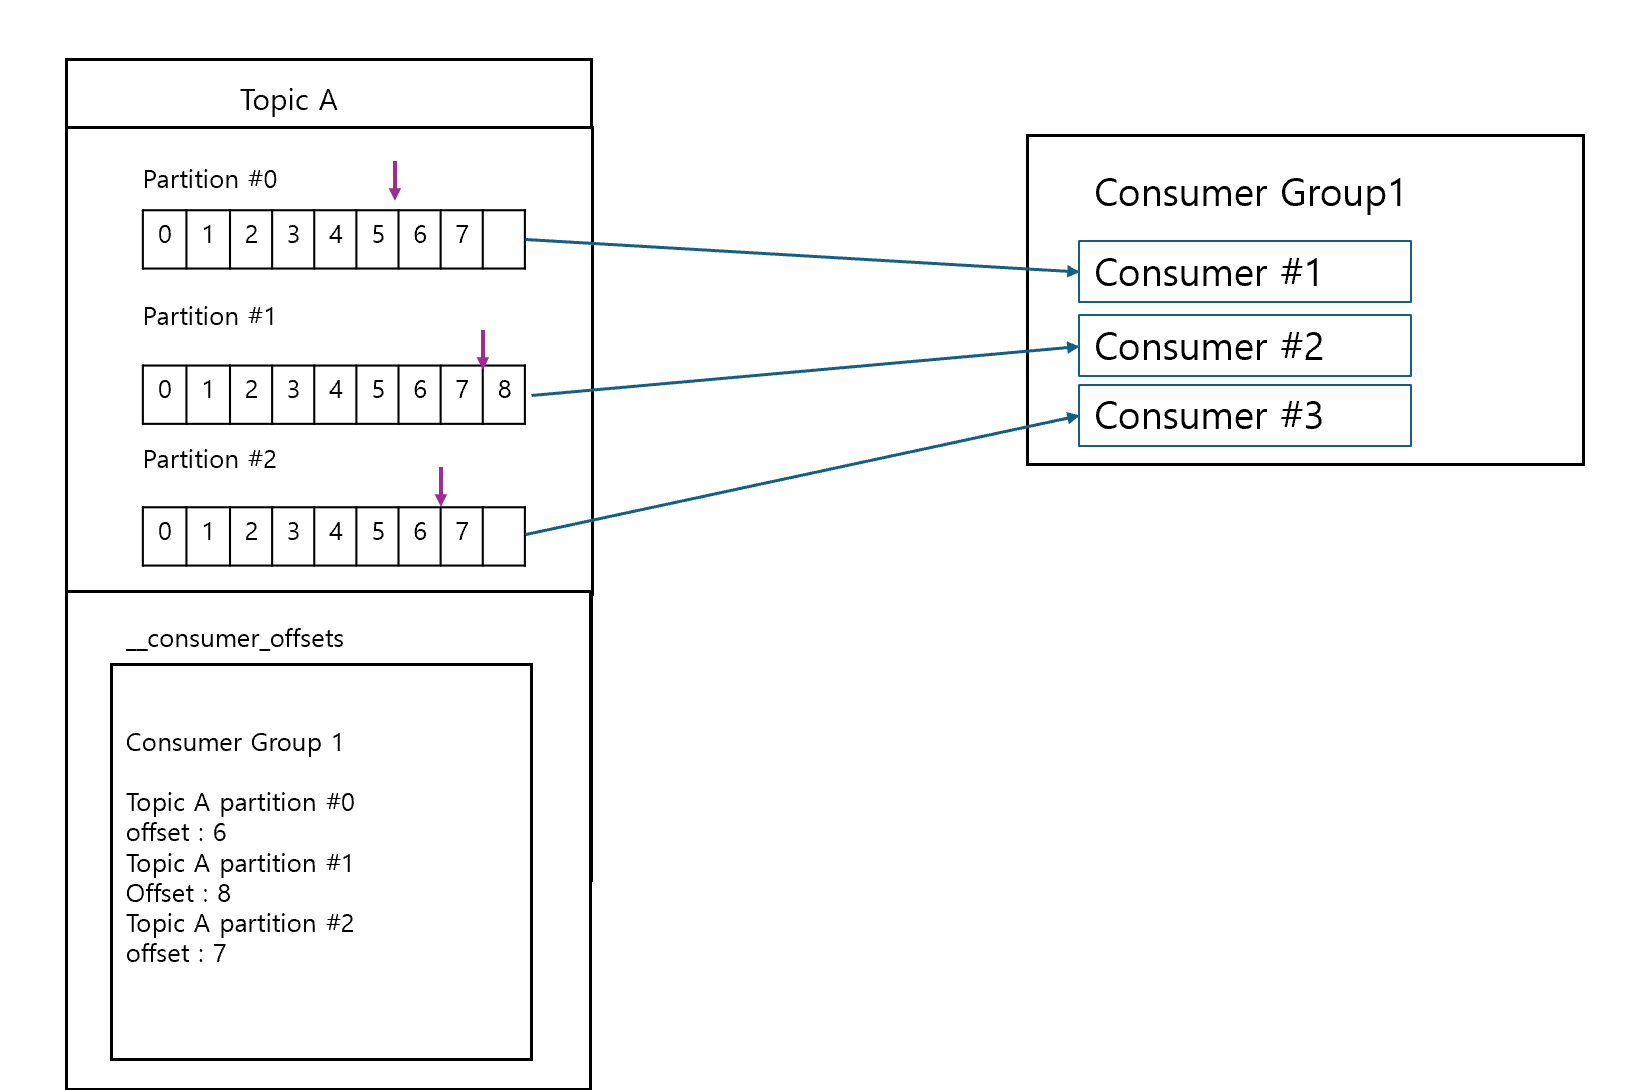 Topic A
Partition #0
0 1 2 3 4 5 6 7
Partition #1
0 1 2 3 4 5 6 7 8
Partition #2
0 1 2 3 4 5 6 7
Consumer Group1
Consumer #1
Consumer #2
Consumer #3
__consumer_offsets
Consumer Group 1
Topic A partition #0
offset : 6
Topic A partition #1
Offset : 8
Topic A partition #2
offset : 7